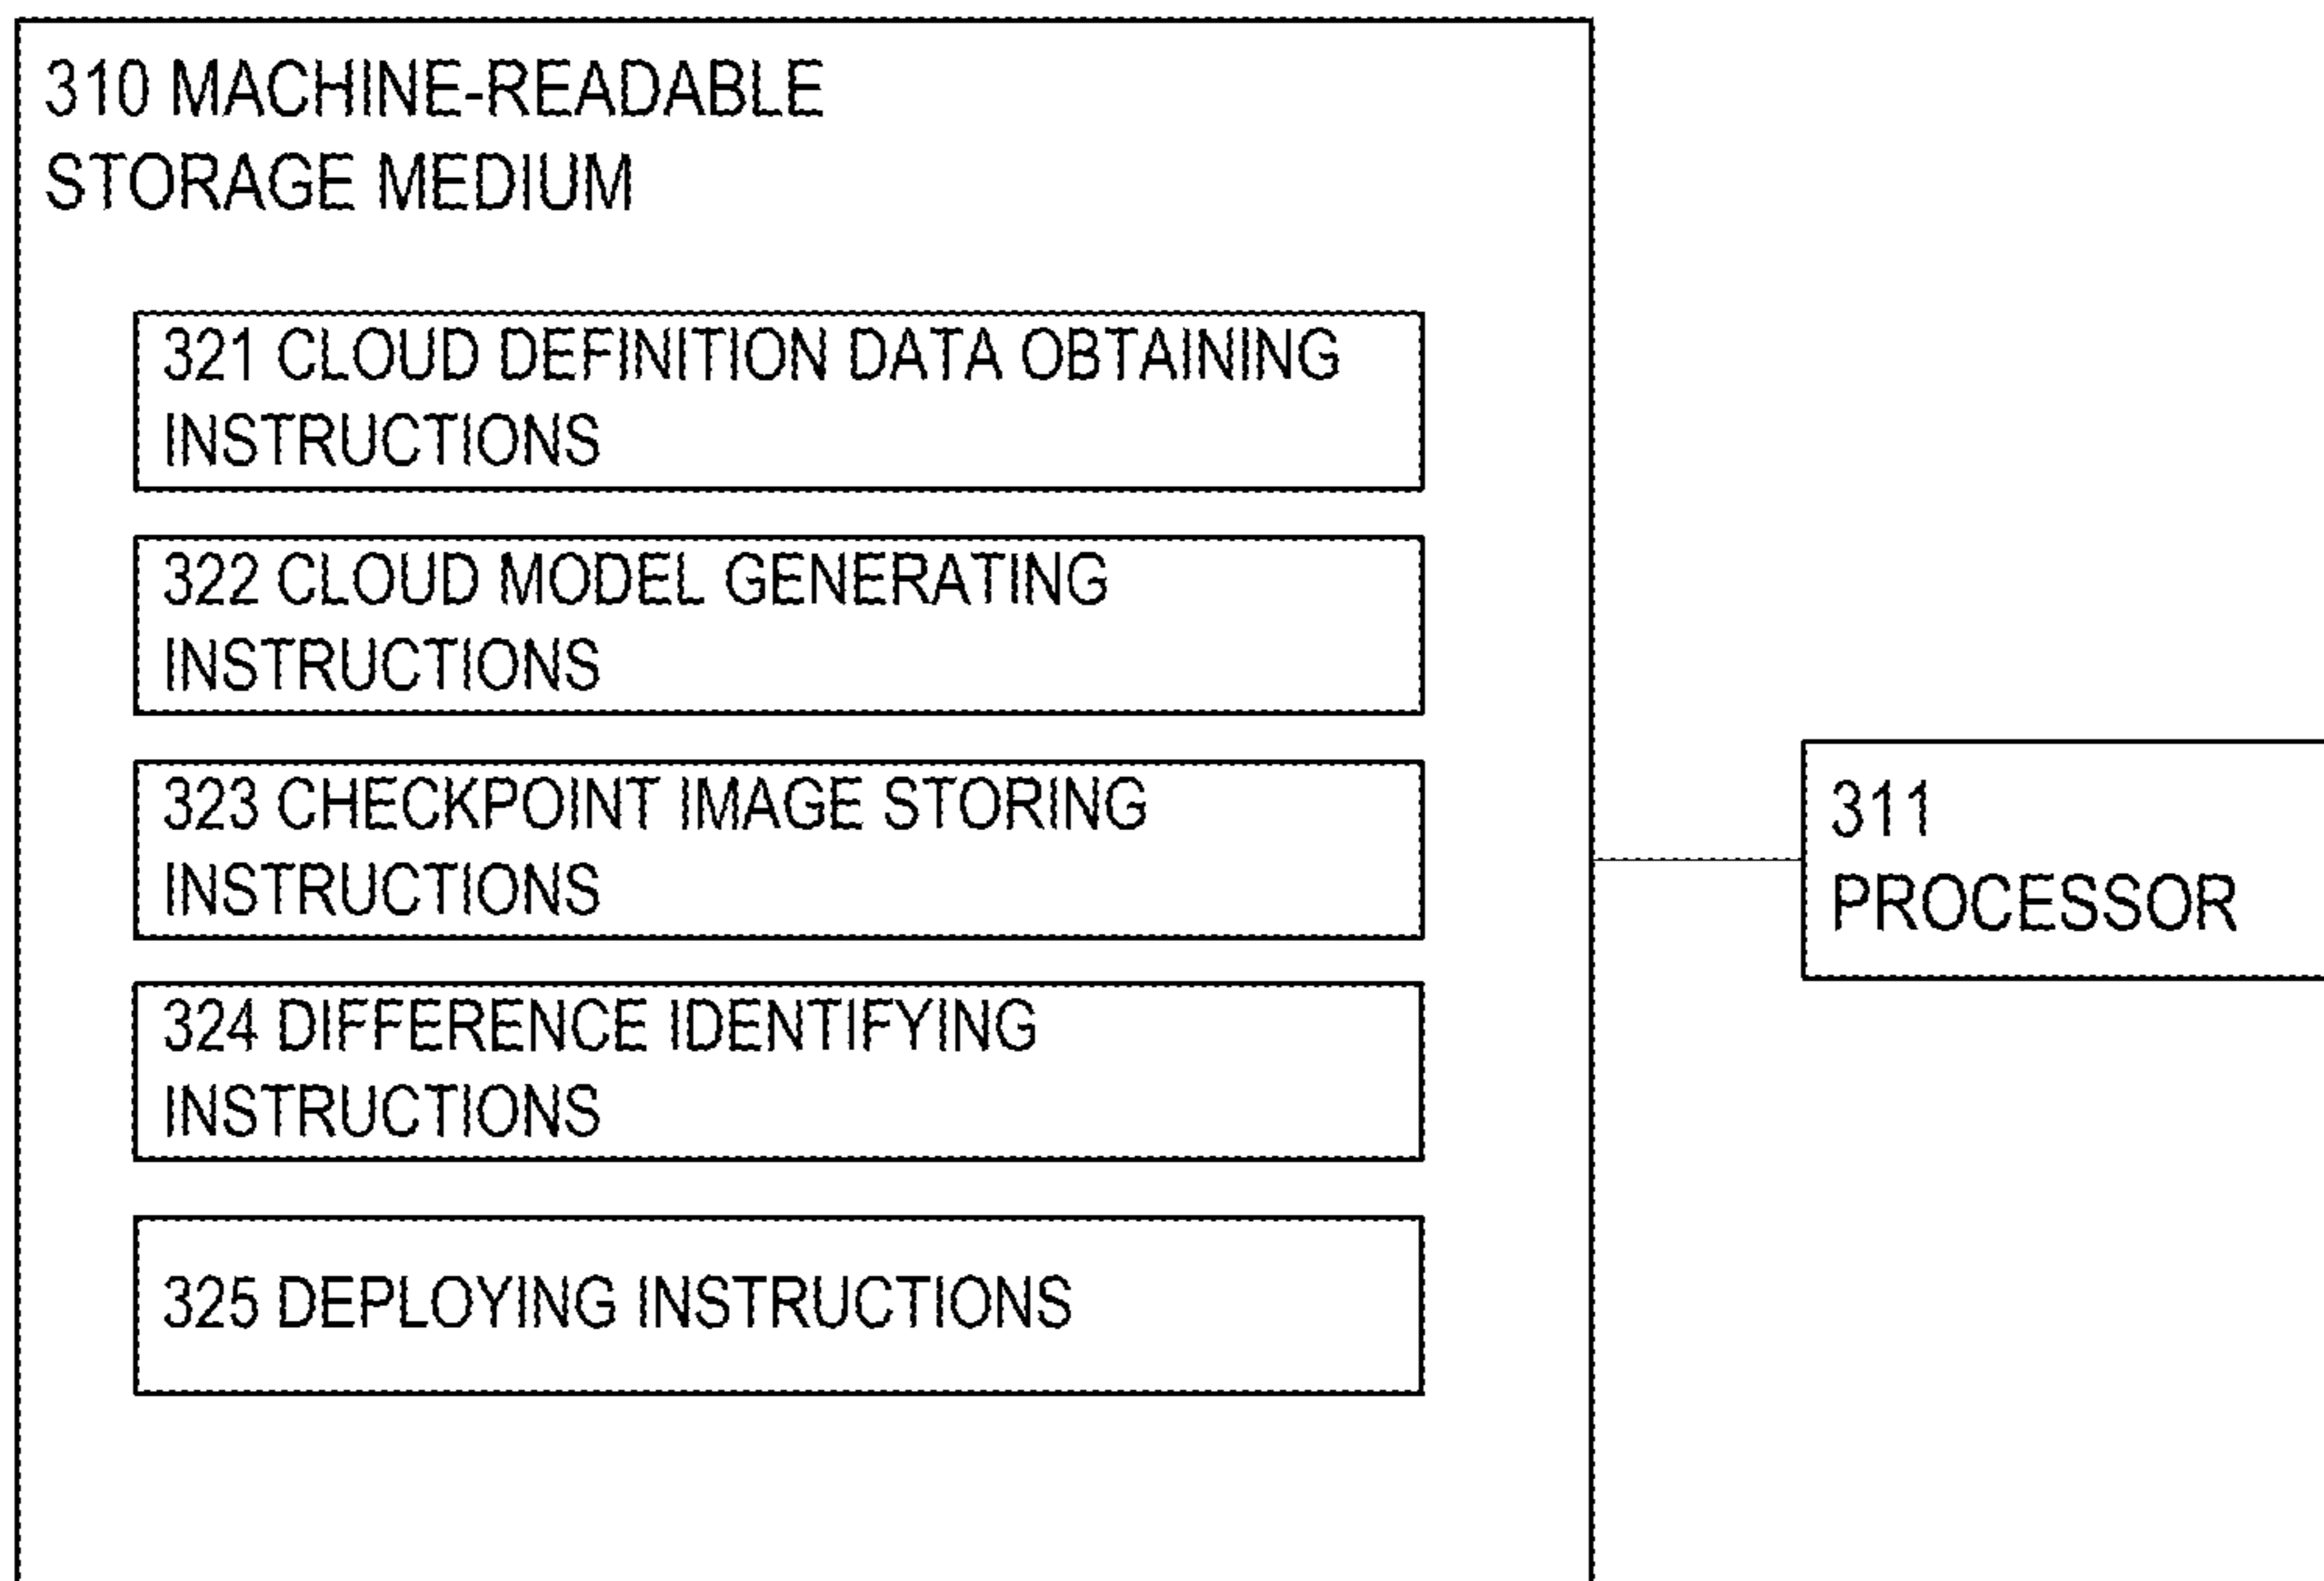 310 MACHINE-READABLE
STORAGE MEDIUM
321 CLOUD DEFINITION DATA OBTAINING
INSTRUCTIONS
322 CLOUD MODEL GENERATING
INSTRUCTIONS
323 CHECKPOINT IMAGE STORING
INSTRUCTIONS
324 DIFFERENCE IDENTIFYING
INSTRUCTIONS
325 DEPLOYING INSTRUCTIONS
311
PROCESSOR